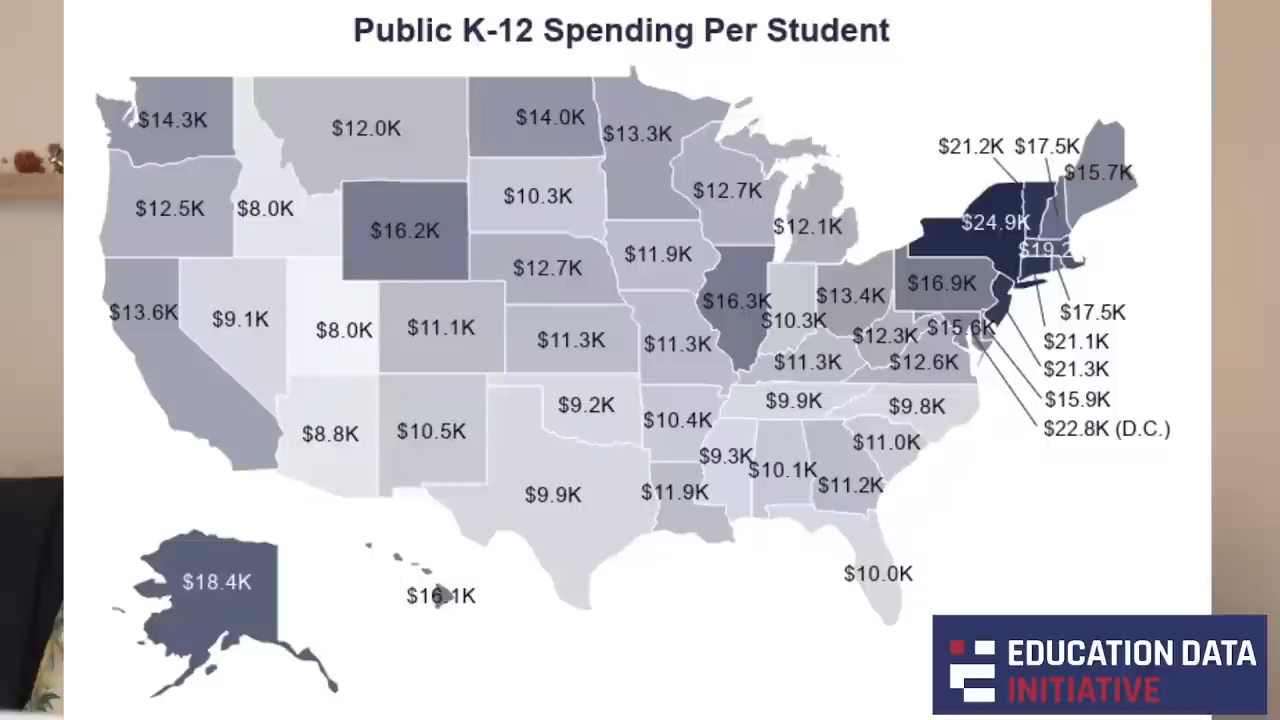 Public K-12 Spending Per Student
$14.3K
$12.0K
$14.0K
$13.3K
$21.2K
$17.5K
$15.7K
$12.5K
$8.0K
$16.2K
$10.3K
$12.7K
$12.1K
$24.9K
$19.2
$13.6K
$9.1K
$8.0K
$11.1K
$12.7K
$11.9K
$16.3K
$10.3K
$13.4K
$16.9K
$17.5K
$11.3K
$11.3K
$11.3K
$12.3K
$15.6K
$12.6K
$21.1K
$21.3K
$8.8K
$10.5K
$9.2K
$10.4K
$9.9K
$9.8K
$15.9K
$22.8K (D.C.)
$9.9K
$11.9K
$9.3K
$10.1K
$11.2K
$11.0K
$18.4K
$16.1K
$10.0K
EDUCATION DATA
INITIATIVE